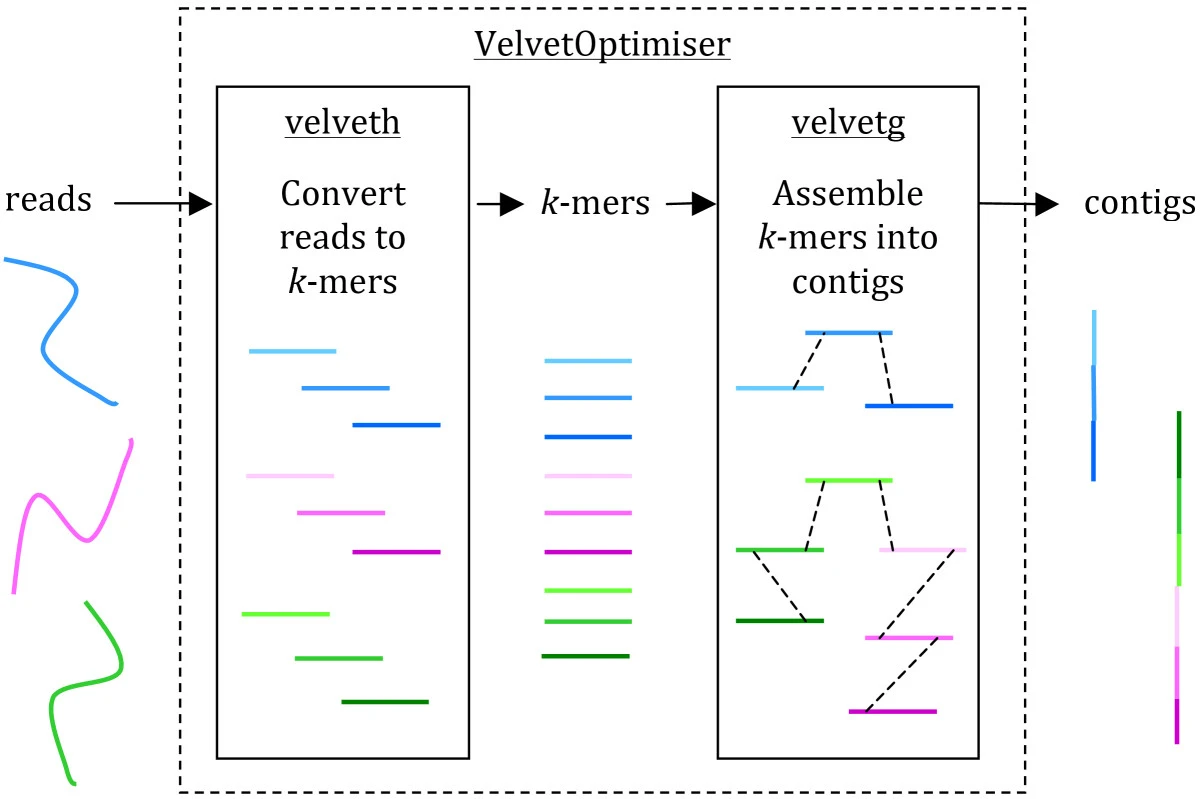 VelvetOptimiser
velveth
velvetg
reads
Convert
reads to
k-mers
k-mers
Assemble
k-mers into
contigs
contigs